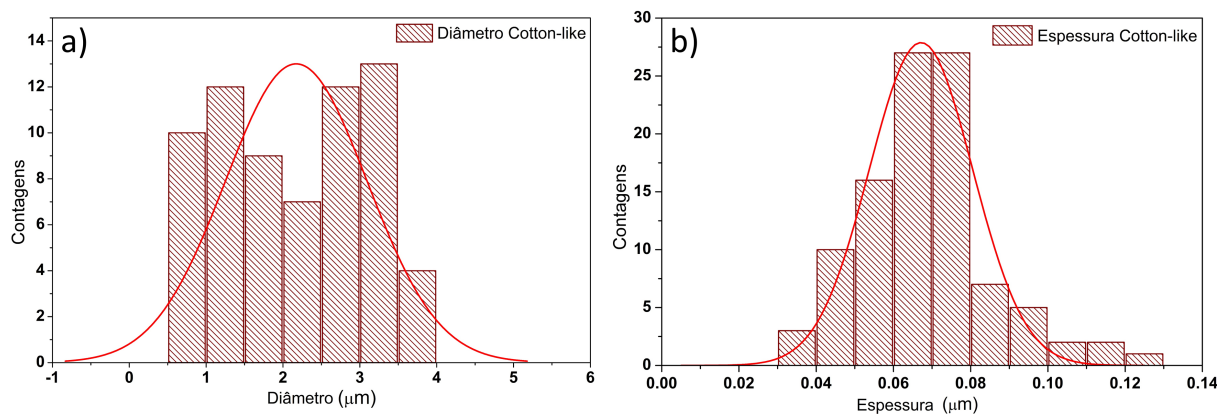 a)
Diâmetro Cotton-like
14
12
10
8
6
4
2
0
Contagens
-1 0 1 2 3 4 5 6
Diâmetro (μm)
b)
Espessura Cotton-like
30
25
20
15
10
5
0
Contagens
0.00 0.02 0.04 0.06 0.08 0.10 0.12 0.14
Espessura (μm)